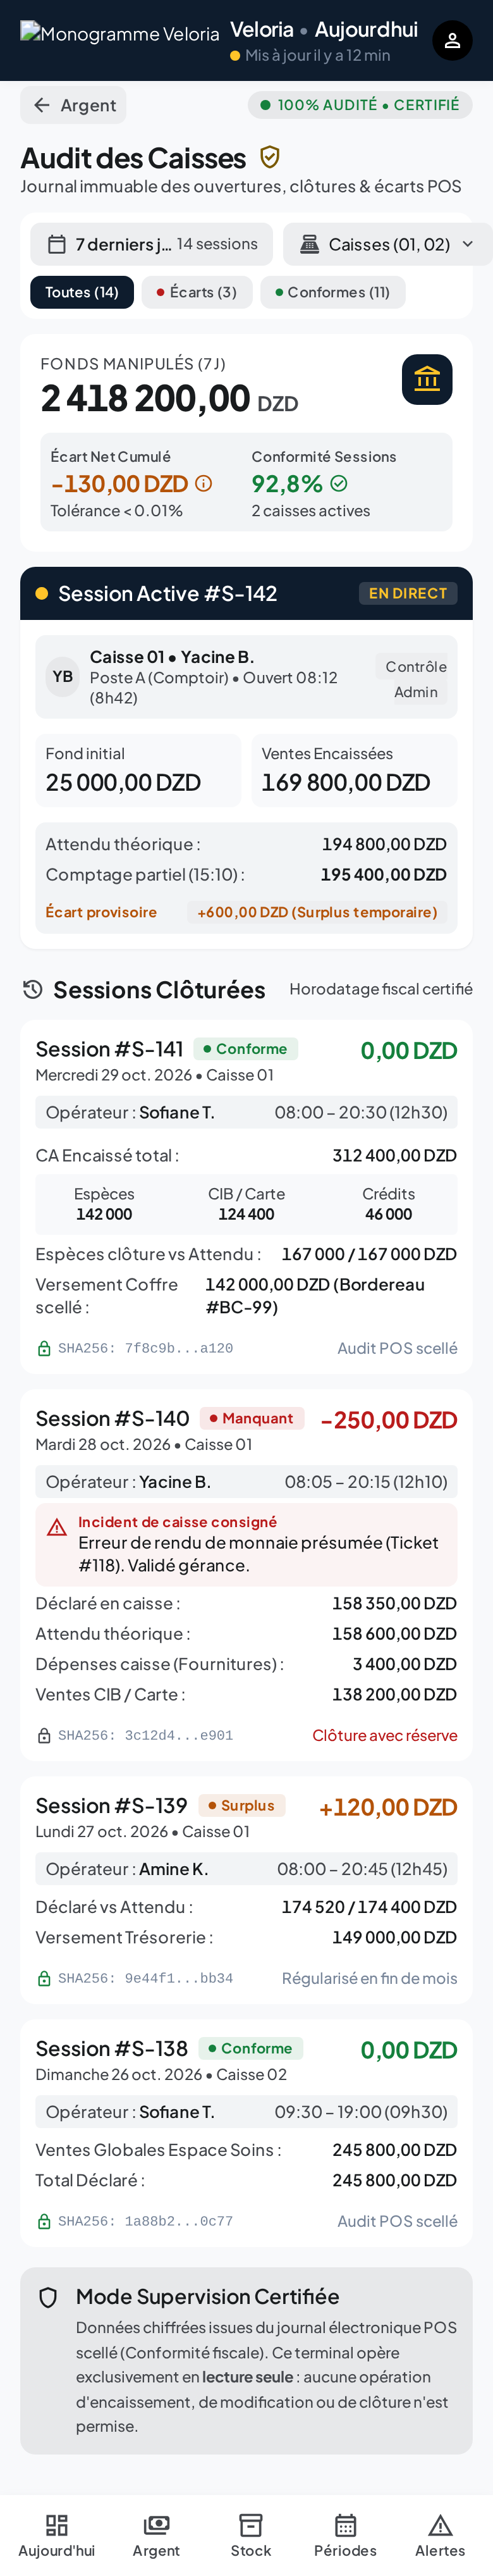 Monogramme Veloria
Veloria • Aujourd'hui
Mis à jour il y a 12 min
Argent
100% AUDITÉ • CERTIFIÉ
Audit des Caisses
Journal immuable des ouvertures, clôtures & écarts POS
7 derniers j... 14 sessions
Caisses (01, 02)
Toutes (14)
Écarts (3)
Conformes (11)
FONDS MANIPULÉS (7J)
2 418 200,00 DZD
Écart Net Cumulé
-130,00 DZD
Tolérance < 0.01%
Conformité Sessions
92,8%
2 caisses actives
Session Active #S-142
EN DIRECT
YB
Caisse 01 • Yacine B.
Poste A (Comptoir) • Ouvert 08:12
(8h42)
Contrôle
Admin
Fond initial
25 000,00 DZD
Ventes Encaissées
169 800,00 DZD
Attendu théorique : 194 800,00 DZD
Comptage partiel (15:10) : 195 400,00 DZD
Écart provisoire +600,00 DZD (Surplus temporaire)
Sessions Clôturées
Horodatage fiscal certifié
Session #S-141 Conforme 0,00 DZD
Mercredi 29 oct. 2026 • Caisse 01
Opérateur : Sofiane T. 08:00 – 20:30 (12h30)
CA Encaissé total : 312 400,00 DZD
Espèces CIB / Carte Crédits
142 000 124 400 46 000
Espèces clôture vs Attendu : 167 000 / 167 000 DZD
Versement Coffre
scellé :
142 000,00 DZD (Bordereau
#BC-99)
SHA256: 7f8c9b...a120 Audit POS scellé
Session #S-140 Manquant -250,00 DZD
Mardi 28 oct. 2026 • Caisse 01
Opérateur : Yacine B. 08:05 – 20:15 (12h10)
Incident de caisse consigné
Erreur de rendu de monnaie présumée (Ticket
#118). Validé gérance.
Déclaré en caisse : 158 350,00 DZD
Attendu théorique : 158 600,00 DZD
Dépenses caisse (Fournitures) : 3 400,00 DZD
Ventes CIB / Carte : 138 200,00 DZD
SHA256: 3c12d4...e901 Clôture avec réserve
Session #S-139 Surplus +120,00 DZD
Lundi 27 oct. 2026 • Caisse 01
Opérateur : Amine K. 08:00 – 20:45 (12h45)
Déclaré vs Attendu : 174 520 / 174 400 DZD
Versement Trésorerie : 149 000,00 DZD
SHA256: 9e44f1...bb34 Régularisé en fin de mois
Session #S-138 Conforme 0,00 DZD
Dimanche 26 oct. 2026 • Caisse 02
Opérateur : Sofiane T. 09:30 – 19:00 (09h30)
Ventes Globales Espace Soins : 245 800,00 DZD
Total Déclaré : 245 800,00 DZD
SHA256: 1a88b2...0c77 Audit POS scellé
Mode Supervision Certifiée
Données chiffrées issues du journal électronique POS
scellé (Conformité fiscale). Ce terminal opère
exclusivement en lecture seule : aucune opération
d'encaissement, de modification ou de clôture n'est
permise.
Aujourd'hui Argent Stock Périodes Alertes